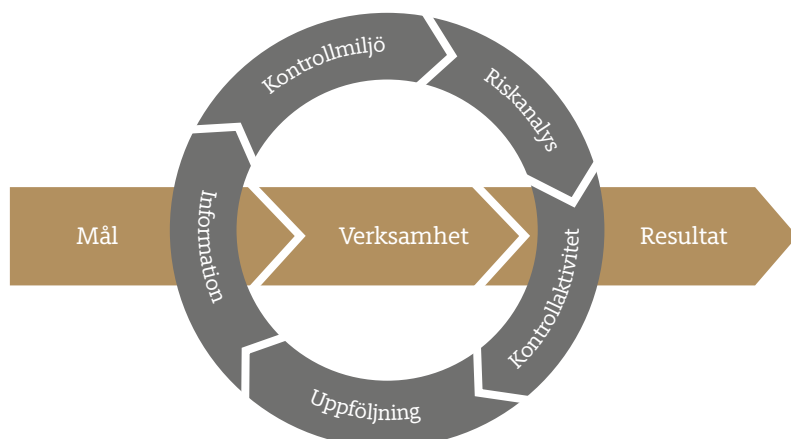 Kontrollmiljö
Riskanalys
Mål
Information
Verksamhet
Kontrollaktivitet
Resultat
Uppföljning